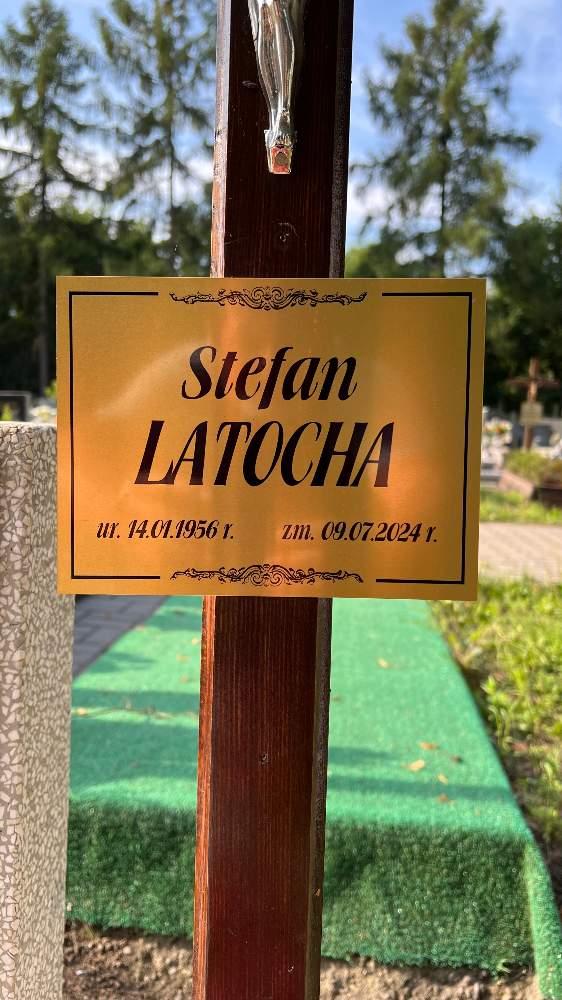 Stefan
LATOCHA
ur. 14.01.1956 r. zm. 09.07.2024 r.